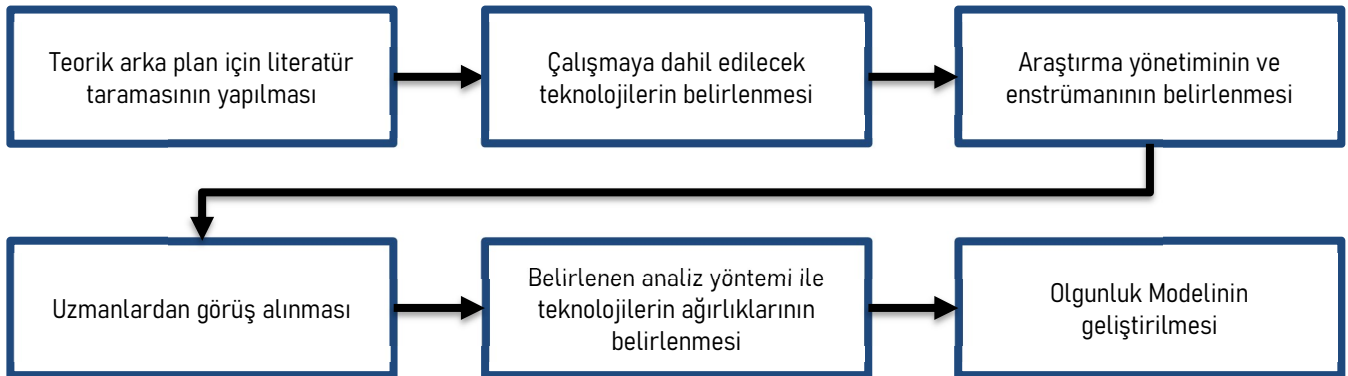 Teorik arka plan için literatür
taramasının yapılması
Çalışmaya dahil edilecek
teknolojilerin belirlenmesi
Araştırma yönetiminin ve
enstrümanının belirlenmesi
Uzmanlardan görüş alınması
Belirlenen analiz yöntemi ile
teknolojilerin ağırlıklarının
belirlenmesi
Olgunluk Modelinin
geliştirilmesi